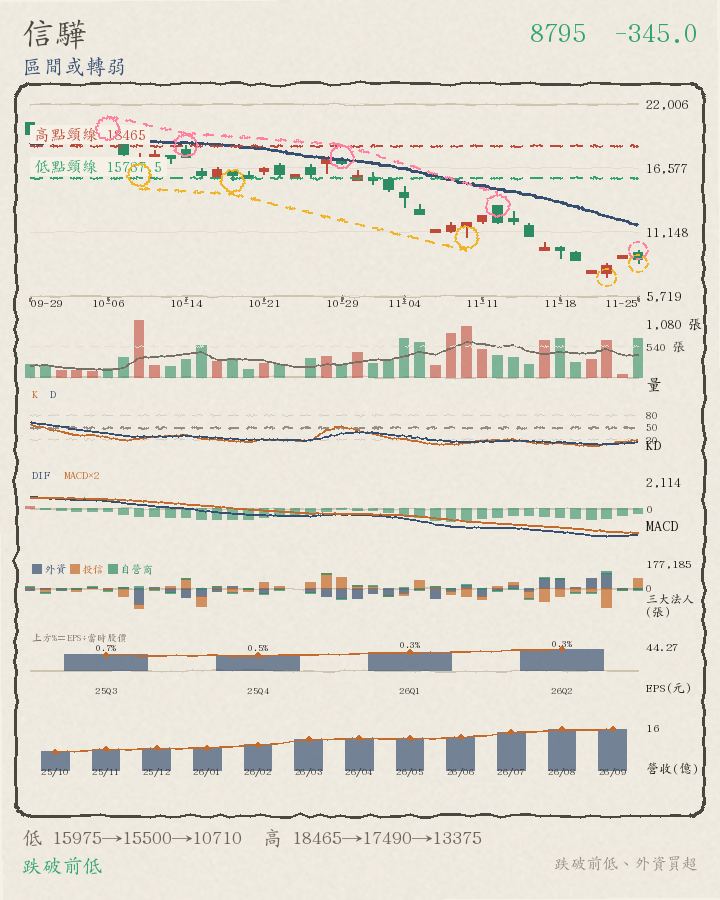 信驊
8795 -345.0
區間或轉弱
22,006
高點頸線 18465
低點頸線 15737.5
16,577
11,148
5,719
09-29 10-06 10-14 10-21 10-29 11-04 11-11 11-18 11-25
1,080 張
540 張
量
K D
80
50
20
KD
DIF MACD×2
2,114
0
MACD
外資 投信 自營商
177,185
0
三大法人
(張)
上方%=EPS÷當時股價
0.7% 0.5% 0.3% 0.3%
44.27
25Q3 25Q4 26Q1 26Q2
EPS(元)
16
25/10 25/11 25/12 26/01 26/02 26/03 26/04 26/05 26/06 26/07 26/08 26/09
營收(億)
低 15975→15500→10710 高 18465→17490→13375
跌破前低
跌破前低、外資買超